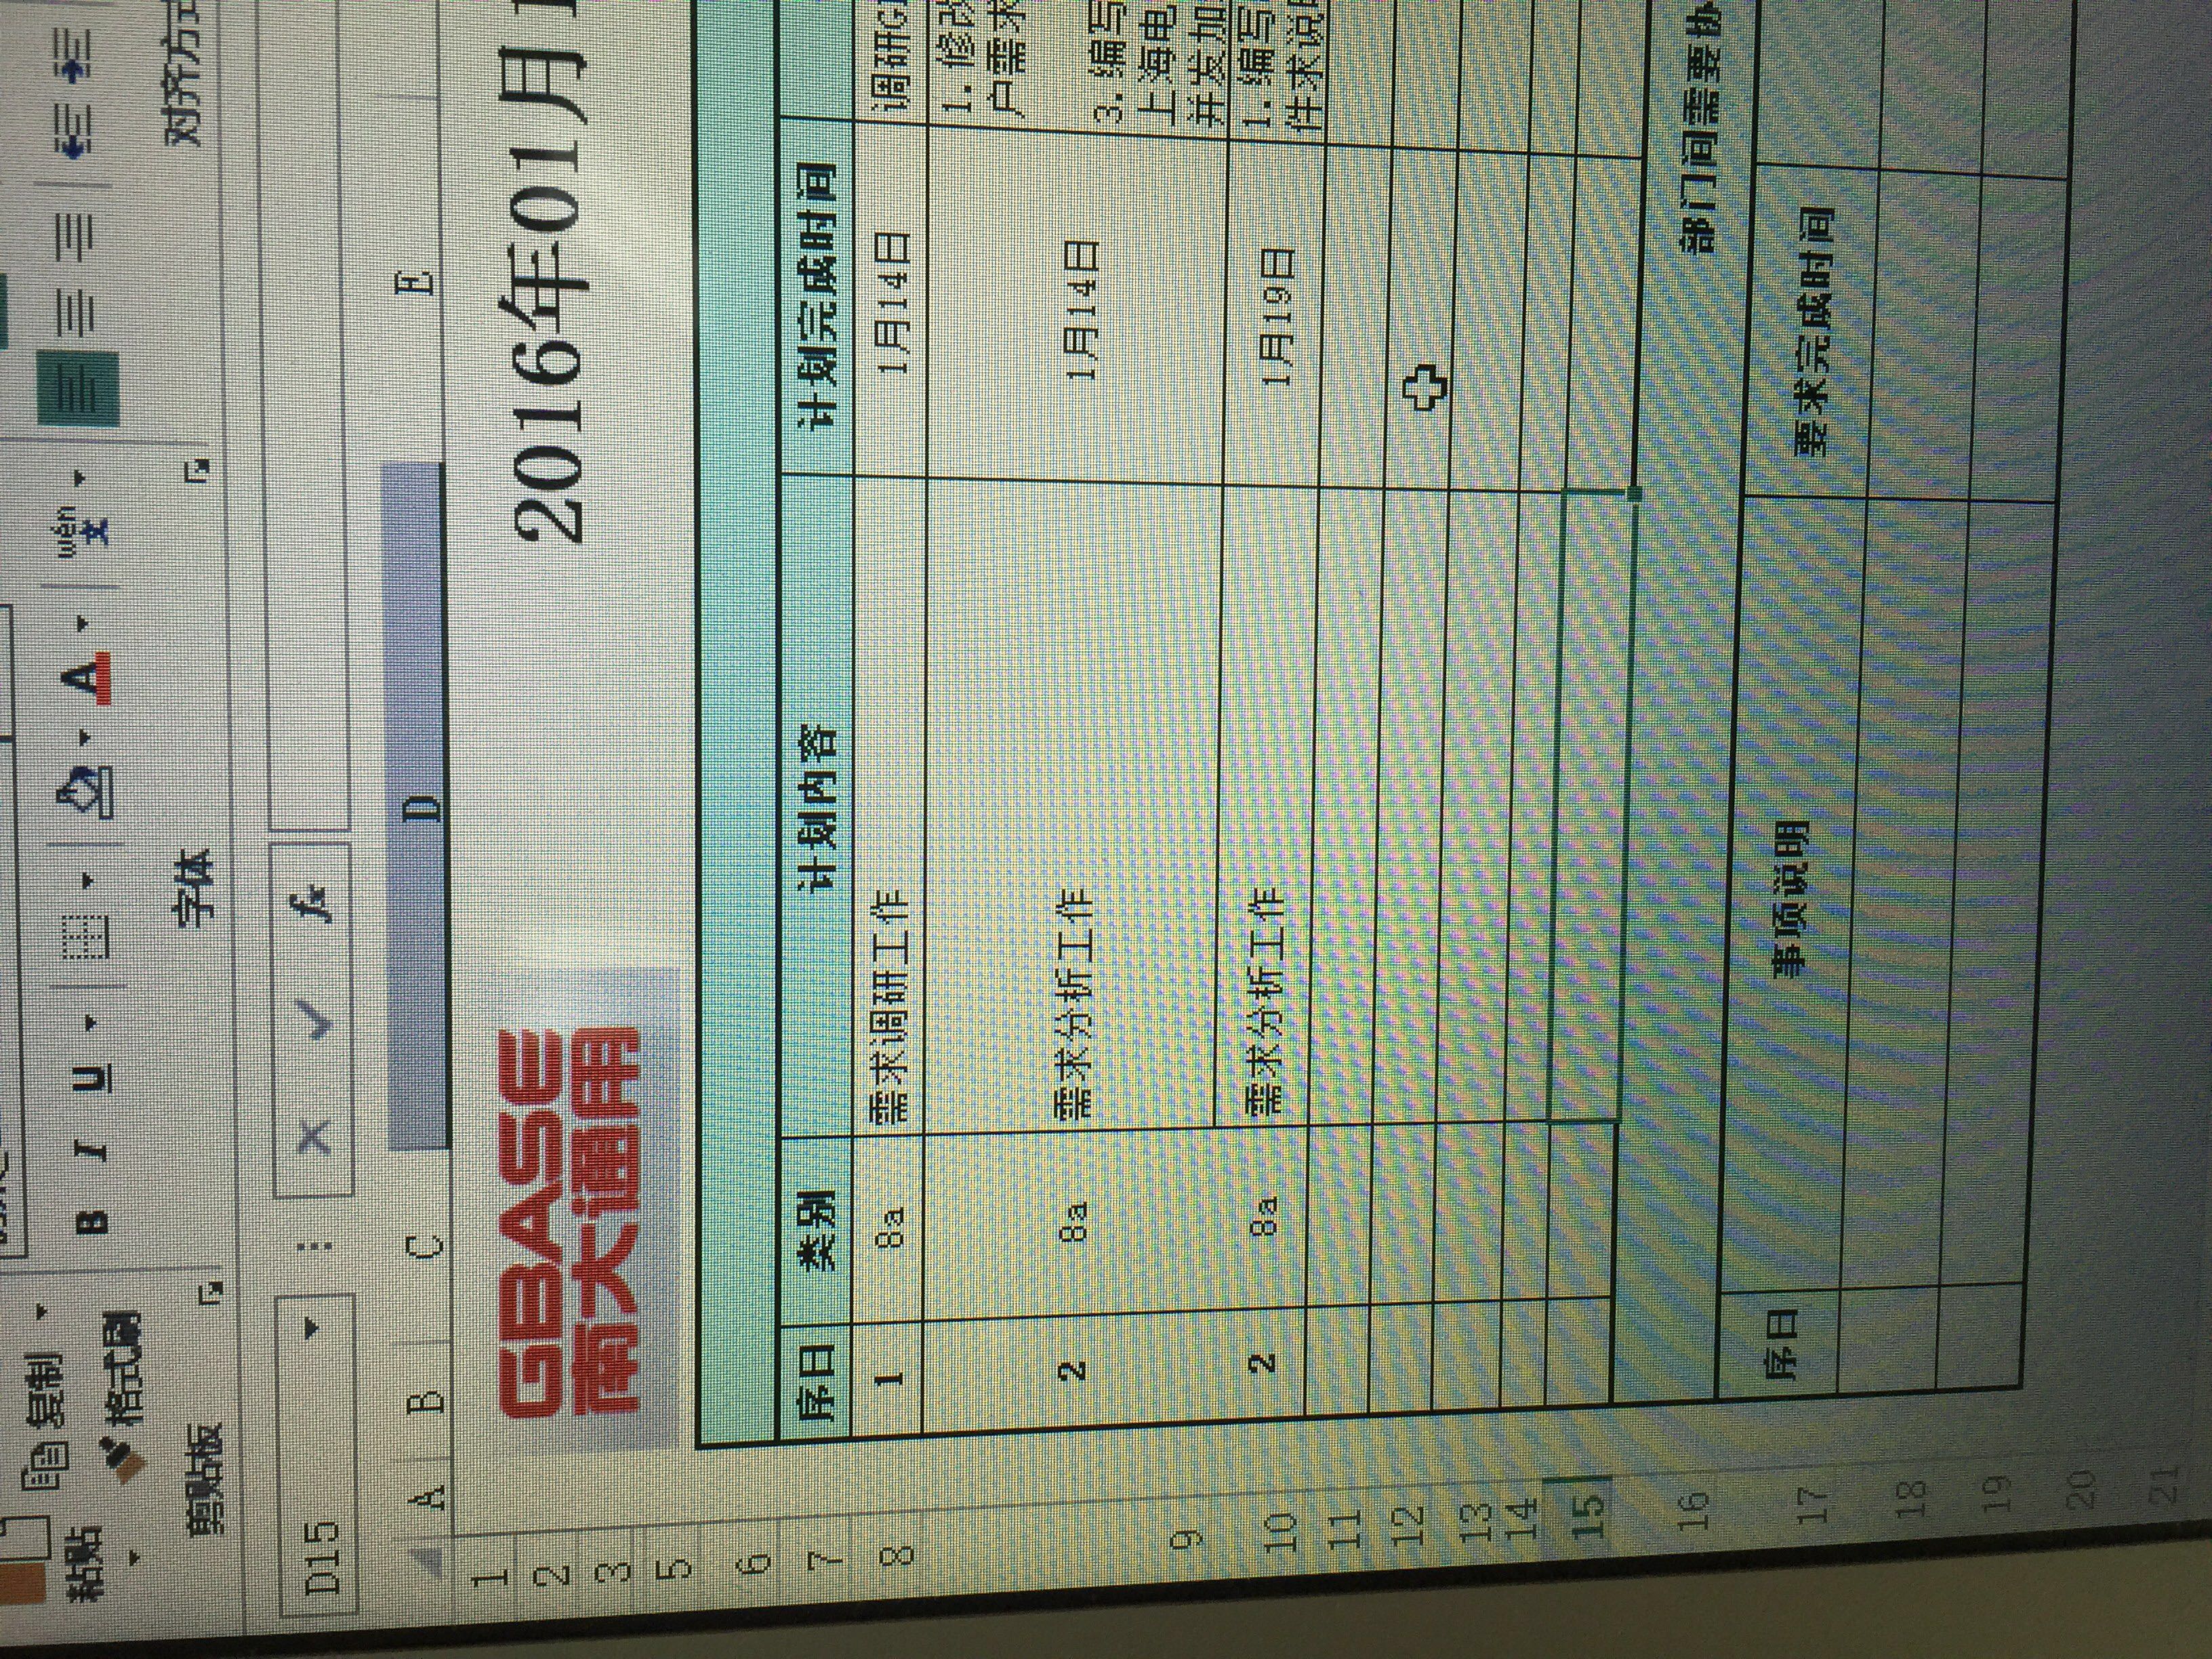 复制
粘贴
格式刷
B I U A wén 文
剪贴板 字体 对齐方式
D15 fx
A B C D E
1
2
3
5
GBASE
南大通用
2016年01月1
6
7 序日 类别 计划内容 计划完成时间
8 1 8a 需求调研工作 1月14日 调研G
1. 修改
户需求
9 2 8a 需求分析工作 1月14日
3. 编写
上海电
并发加
10 2 8a 需求分析工作 1月19日 1. 编写
件求说明
11
12
13
14
15
16 部门间需要协
17 序日 事项说明 要求完成时间
18
19
20
21